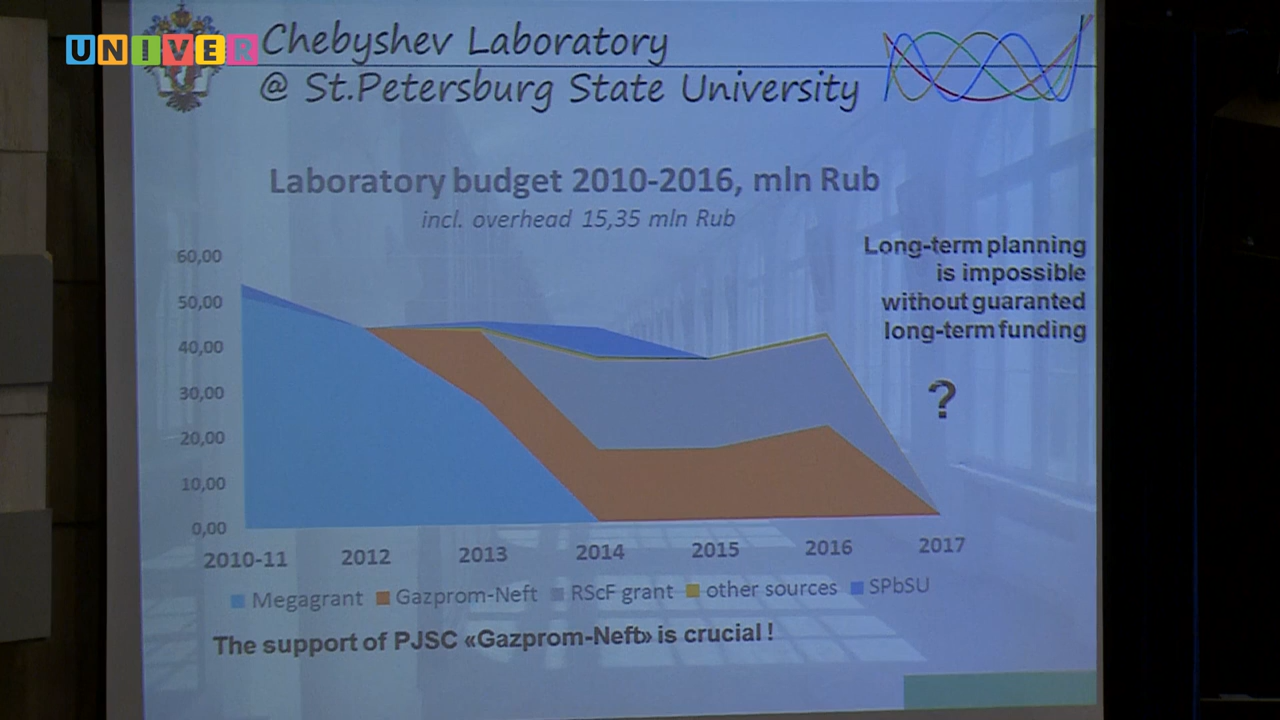 UNIVER
Chebyshev Laboratory
@ St.Petersburg State University
Laboratory budget 2010-2016, mln Rub
incl. overhead 15,35 mln Rub
Long-term planning
is impossible
without guaranted
long-term funding
?
60,00
50,00
40,00
30,00
20,00
10,00
0,00
2010-11 2012 2013 2014 2015 2016 2017
Megagrant Gazprom-Neft RScF grant other sources SPbSU
The support of PJSC «Gazprom-Neft» is crucial !